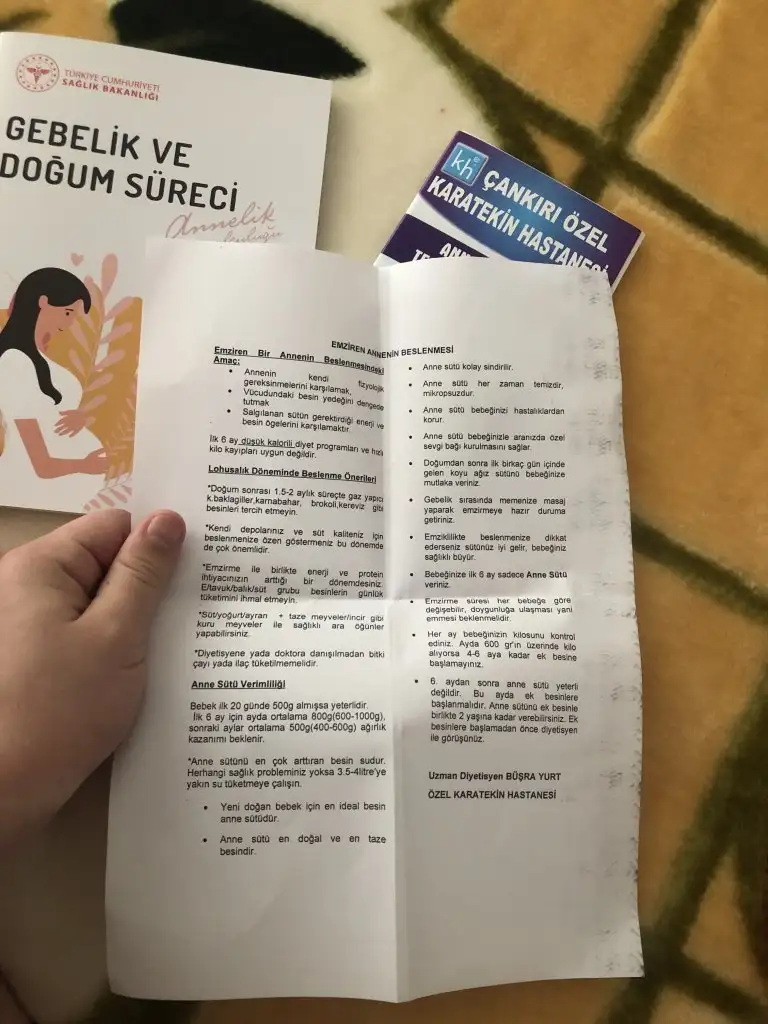 TÜRKİYE CUMHURİYETİ
SAĞLIK BAKANLIĞI
GEBELİK VE
DOĞUM SÜRECİ
Annelik
kh
ÇANKIRI ÖZEL
KARATEKİN HASTANESİ
EMZİREN ANNENİN BESLENMESİ
Emziren Bir Annenin Beslenmesindeki
Amaç:
• Annenin kendi fizyolojik
gereksinmelerini karşılamak,
• Vücudundaki besin yedeğini dengede
tutmak
• Salgılanan sütün gerektirdiği enerji ve
besin ögelerini karşılamaktır
İlk 6 ay düşük kalorili diyet programları ve hızlı
kilo kayıpları uygun değildir.
Lohusalık Döneminde Beslenme Önerileri
*Doğum sonrası 1.5-2 aylık süreçte gaz yapıcı
k.baklagiller,karnabahar, brokoli,kereviz gibi
besinleri tercih etmeyin.
*Kendi depolarınız ve süt kaliteniz için
beslenmenize özen göstermeniz bu dönemde
de çok önemlidir.
*Emzirme ile birlikte enerji ve protein
ihtiyacınızın arttığı bir dönemdesiniz.
E/tavuk/balık/süt grubu besinlerin günlük
tüketimini ihmal etmeyin.
*Süt/yoğurt/ayran + taze meyveler/incir gibi
kuru meyveler ile sağlıklı ara öğünler
yapabilirsiniz.
*Diyetisyene yada doktora danışılmadan bitki
çayı yada ilaç tüketilmemelidir.
Anne Sütü Verimliliği
Bebek ilk 20 günde 500g almışsa yeterlidir.
İlk 6 ay için ayda ortalama 800g(600-1000g),
sonraki aylar ortalama 500g(400-600g) ağırlık
kazanımı beklenir.
*Anne sütünü en çok arttıran besin sudur.
Herhangi sağlık probleminiz yoksa 3.5-4litre'ye
yakın su tüketmeye çalışın.
• Yeni doğan bebek için en ideal besin
anne sütüdür.
• Anne sütü en doğal ve en taze
besindir.
• Anne sütü kolay sindirilir.
• Anne sütü her zaman temizdir,
mikropsuzdur.
• Anne sütü bebeğinizi hastalıklardan
korur.
• Anne sütü bebeğinizle aranızda özel
sevgi bağı kurulmasını sağlar.
• Doğumdan sonra ilk birkaç gün içinde
gelen koyu ağız sütünü bebeğinize
mutlaka veriniz.
• Gebelik sırasında memenize masaj
yaparak emzirmeye hazır duruma
getiriniz.
• Emziklikte beslenmenize dikkat
ederseniz sütünüz iyi gelir, bebeğiniz
sağlıklı büyür.
• Bebeğinize ilk 6 ay sadece Anne Sütü
veriniz.
• Emzirme süresi her bebeğe göre
değişebilir, doygunluğa ulaşması yani
emmesi beklenmelidir.
• Her ay bebeğinizin kilosunu kontrol
ediniz. Ayda 600 gr'ın üzerinde kilo
alıyorsa 4-6 aya kadar ek besine
başlamayınız.
• 6. aydan sonra anne sütü yeterli
değildir. Bu ayda ek besinlere
başlanmalıdır. Anne sütünü ek besinle
birlikte 2 yaşına kadar verebilirsiniz. Ek
besinlere başlamadan önce diyetisyen
ile görüşünüz.
Uzman Diyetisyen BÜŞRA YURT
ÖZEL KARATEKİN HASTANESİ